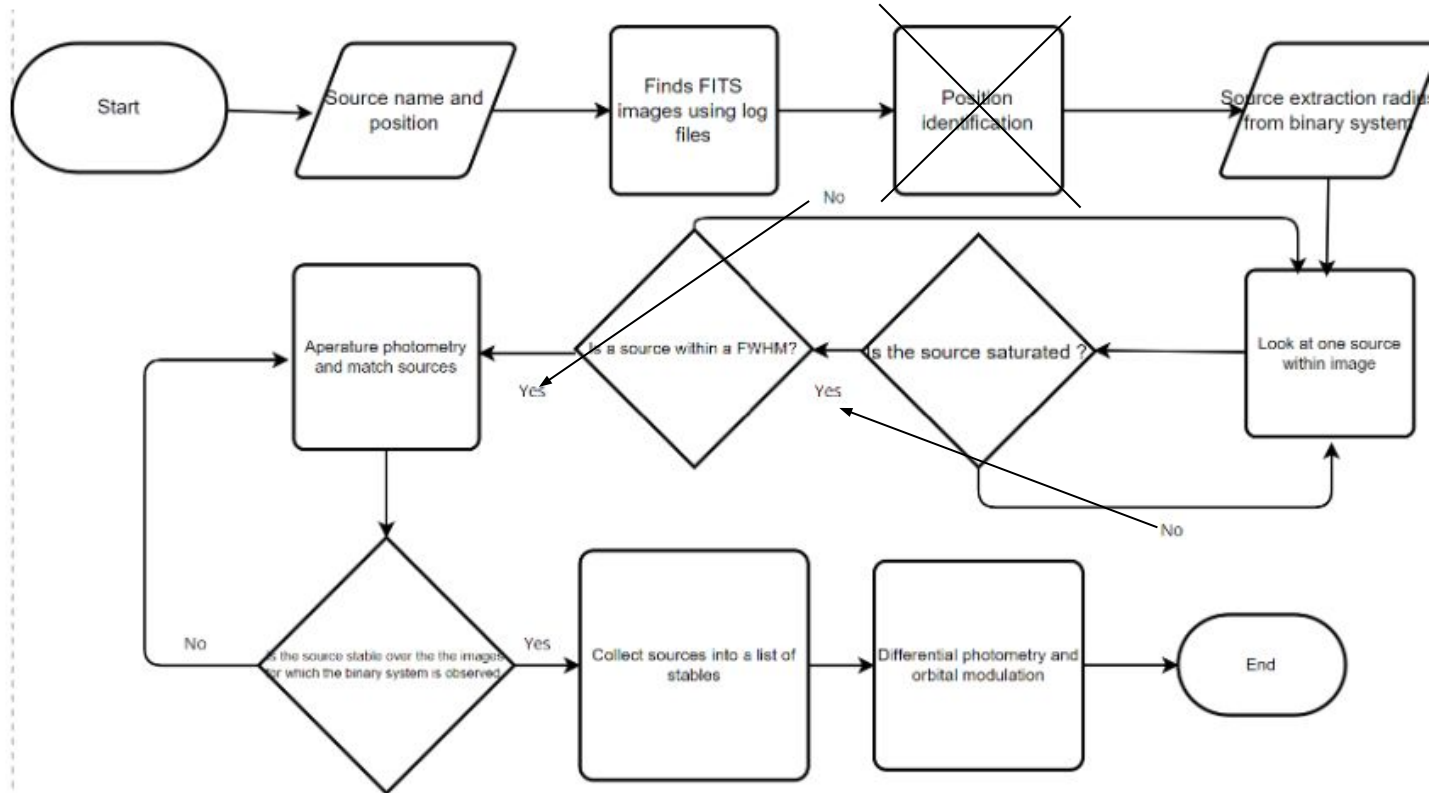 Start
Source name and
position
Finds FITS
images using log
files
Position
identification
Source extraction radius
from binary system
No
Aperature photometry
and match sources
Is a source within a FWHM?
Is the source saturated ?
Look at one source
within image
Yes
Yes
No
No
Is the source stable over the the images
for which the binary system is observed
Yes
Collect sources into a list of
stables
Differential photometry and
orbital modulation
End